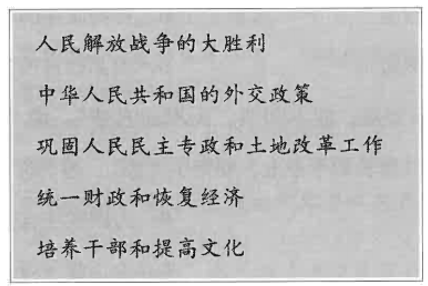 人民解放战争的大胜利
中华人民共和国的外交政策
巩固人民民主专政和土地改革工作
统一财政和恢复经济
培养干部和提高文化